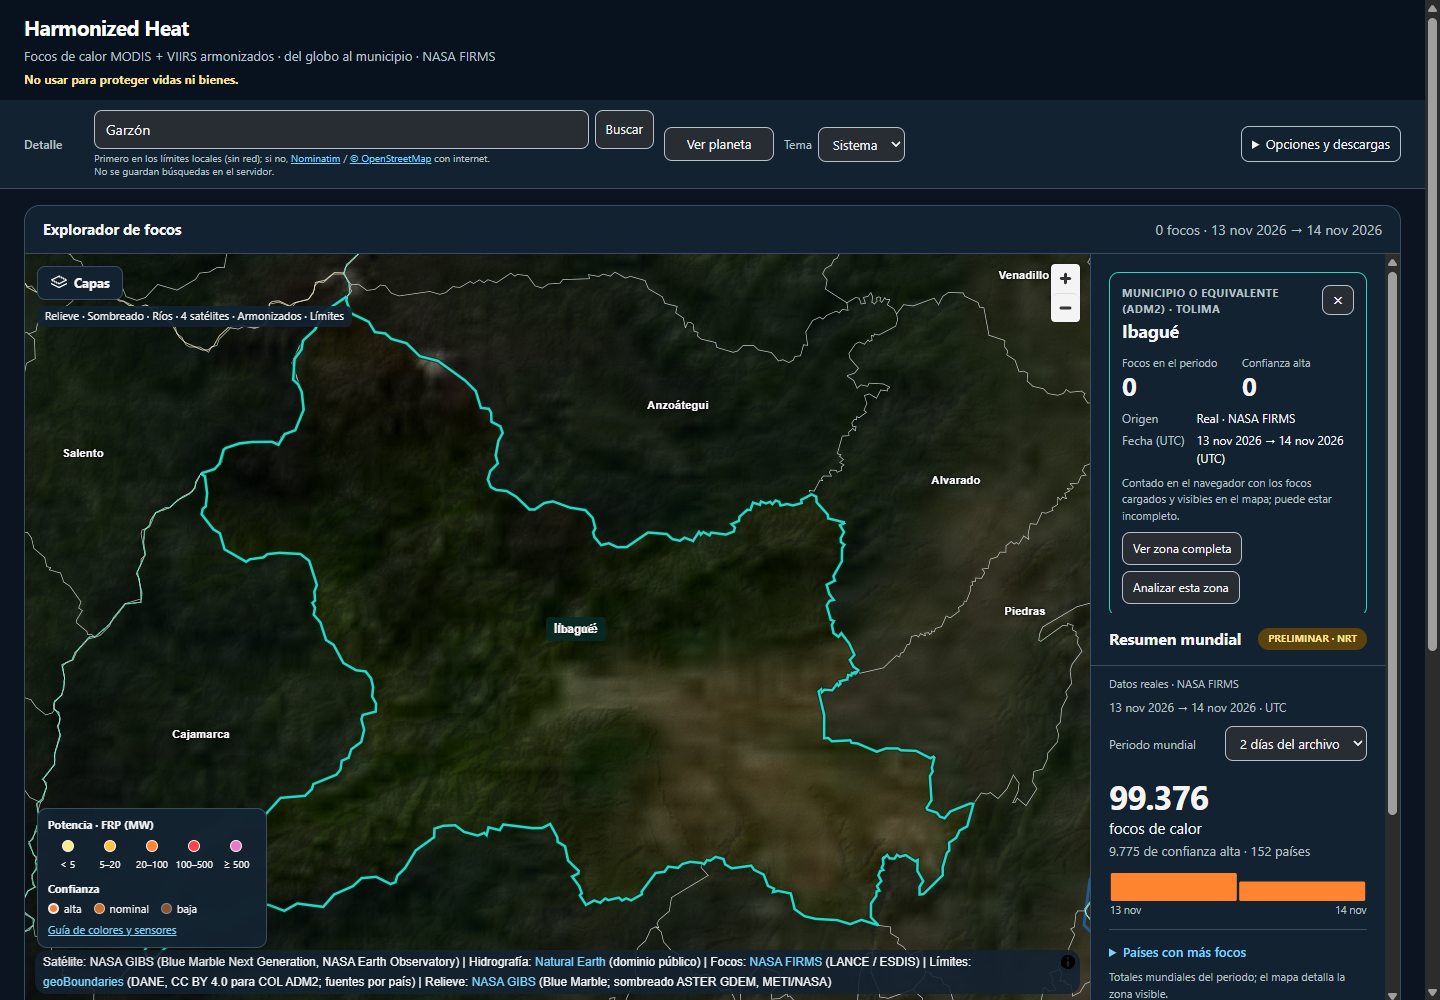 Harmonized Heat
Focos de calor MODIS + VIIRS armonizados · del globo al municipio · NASA FIRMS
No usar para proteger vidas ni bienes.
Detalle
Garzón
Buscar
Ver planeta
Tema
Sistema
▶ Opciones y descargas
Primero en los límites locales (sin red); si no, Nominatim / © OpenStreetMap con internet.
No se guardan búsquedas en el servidor.
Explorador de focos
0 focos · 13 nov 2026 → 14 nov 2026
Capas
Relieve · Sombreado · Ríos · 4 satélites · Armonizados · Límites
Venadillo
+
−
Anzoátegui
Salento
Alvarado
Piedras
Ibagué
Cajamarca
Potencia · FRP (MW)
< 5 5–20 20–100 100–500 ≥ 500
Confianza
alta nominal baja
Guía de colores y sensores
Satélite: NASA GIBS (Blue Marble Next Generation, NASA Earth Observatory) | Hidrografía: Natural Earth (dominio público) | Focos: NASA FIRMS (LANCE / ESDIS) | Límites:
geoBoundaries (DANE, CC BY 4.0 para COL ADM2; fuentes por país) | Relieve: NASA GIBS (Blue Marble; sombreado ASTER GDEM, METI/NASA)
MUNICIPIO O EQUIVALENTE
(ADM2) · TOLIMA
×
Ibagué
Focos en el periodo Confianza alta
0 0
Origen Real · NASA FIRMS
Fecha (UTC) 13 nov 2026 → 14 nov 2026
(UTC)
Contado en el navegador con los focos
cargados y visibles en el mapa; puede estar
incompleto.
Ver zona completa
Analizar esta zona
Resumen mundial
PRELIMINAR · NRT
Datos reales · NASA FIRMS
13 nov 2026 → 14 nov 2026 · UTC
Periodo mundial
2 días del archivo
99.376
focos de calor
9.775 de confianza alta · 152 países
13 nov 14 nov
▶ Países con más focos
Totales mundiales del periodo; el mapa detalla la
zona visible.